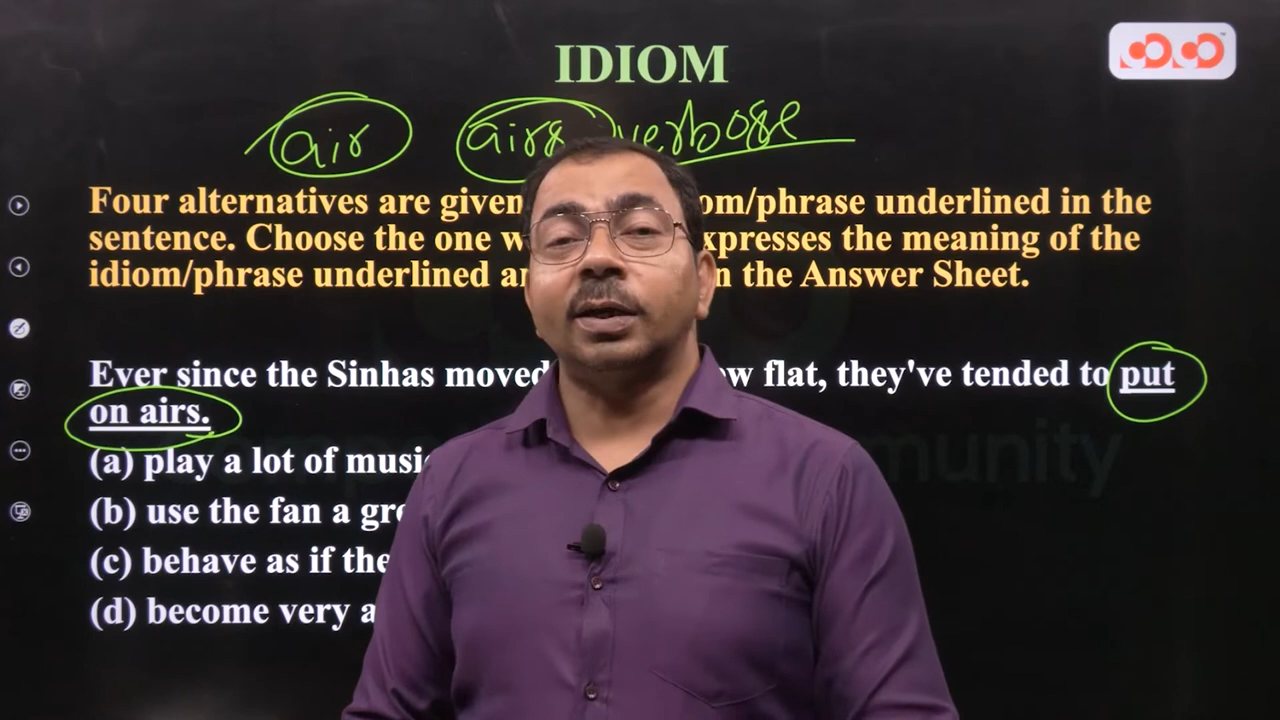 IDIOM
air airs verbose
Four alternatives are given om/phrase underlined in the
sentence. Choose the one w xpresses the meaning of the
idiom/phrase underlined an n the Answer Sheet.
Ever since the Sinhas moved ow flat, they've tended to put
on airs.
(a) play a lot of music
(b) use the fan a gre
(c) behave as if the
(d) become very a